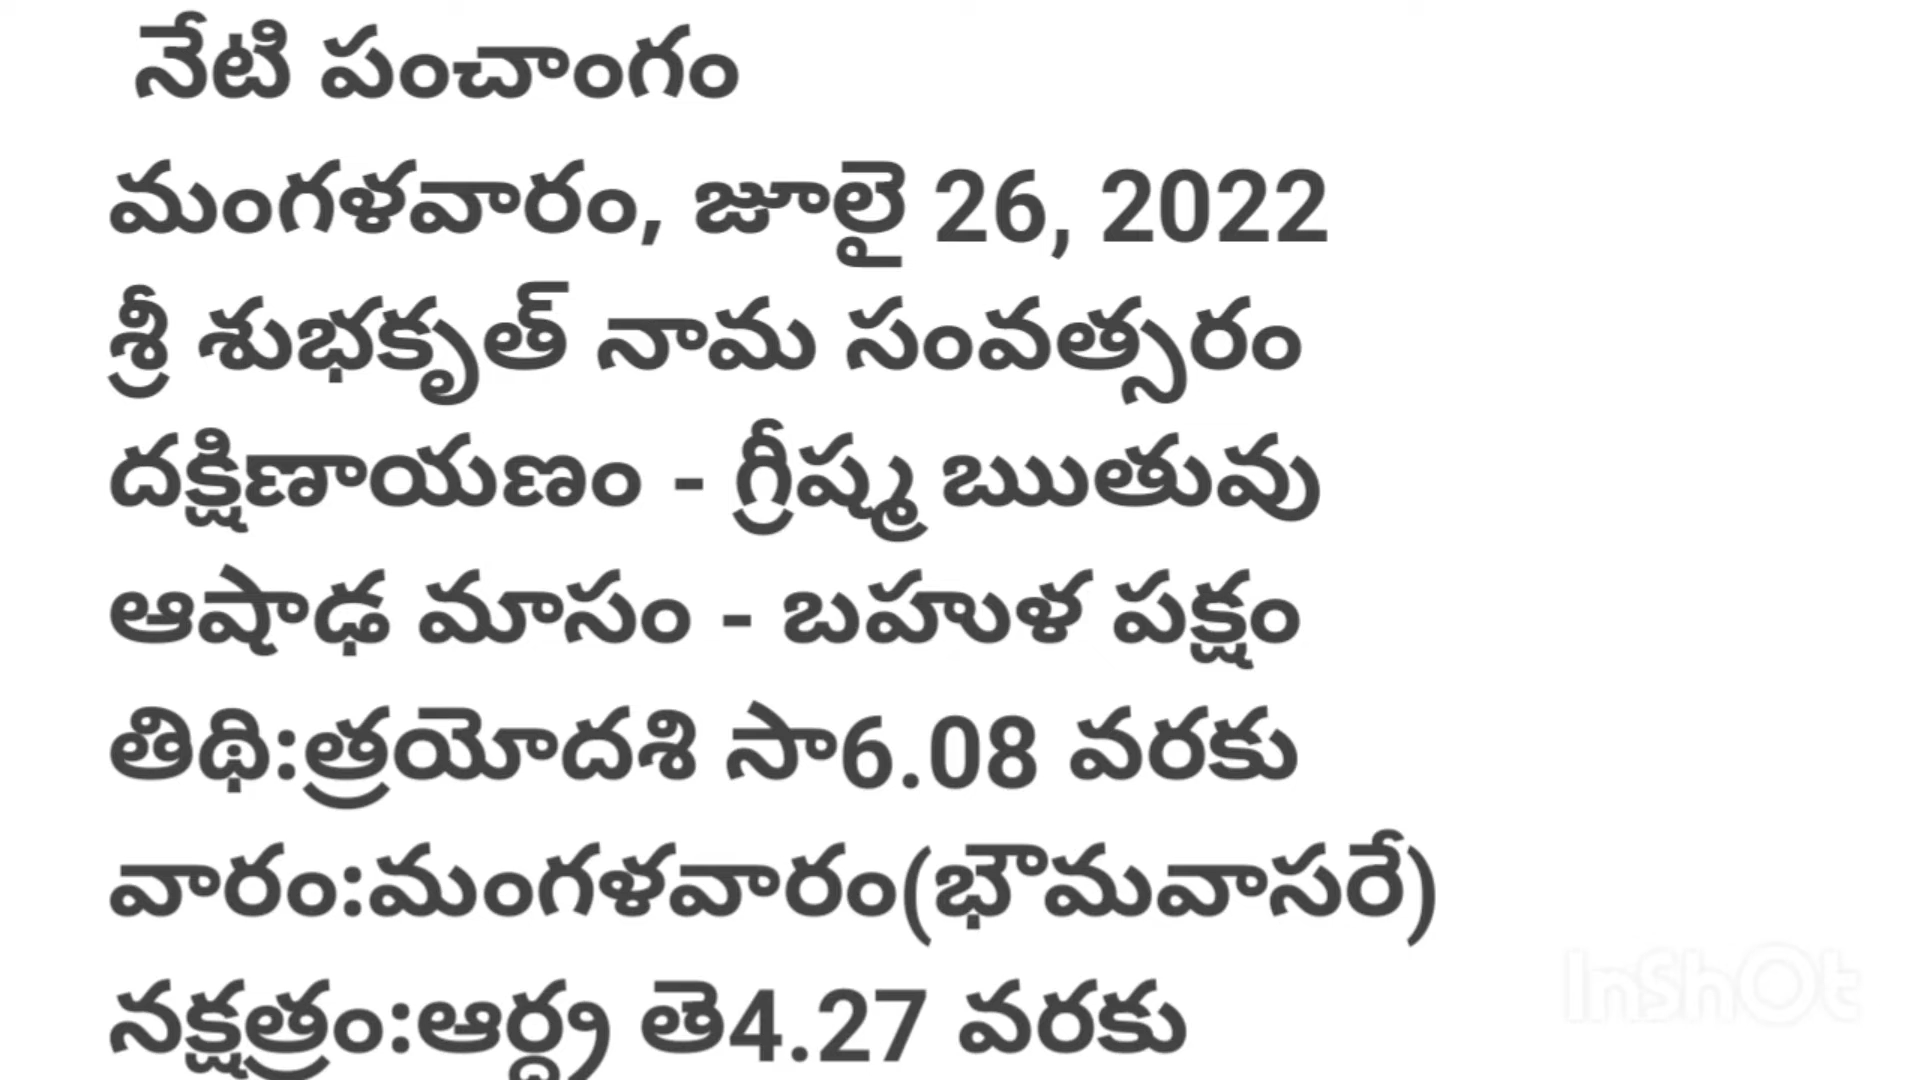 నేటి పంచాంగం
మంగళవారం, జూలై 26, 2022
శ్రీ శుభకృత్ నామ సంవత్సరం
దక్షిణాయణం - గ్రీష్మ ఋతువు
ఆషాఢ మాసం - బహుళ పక్షం
తిథి:త్రయోదశి సా6.08 వరకు
వారం:మంగళవారం(భౌమవాసరే)
నక్షత్రం:ఆర్ద్ర తె4.27 వరకు
InShOt